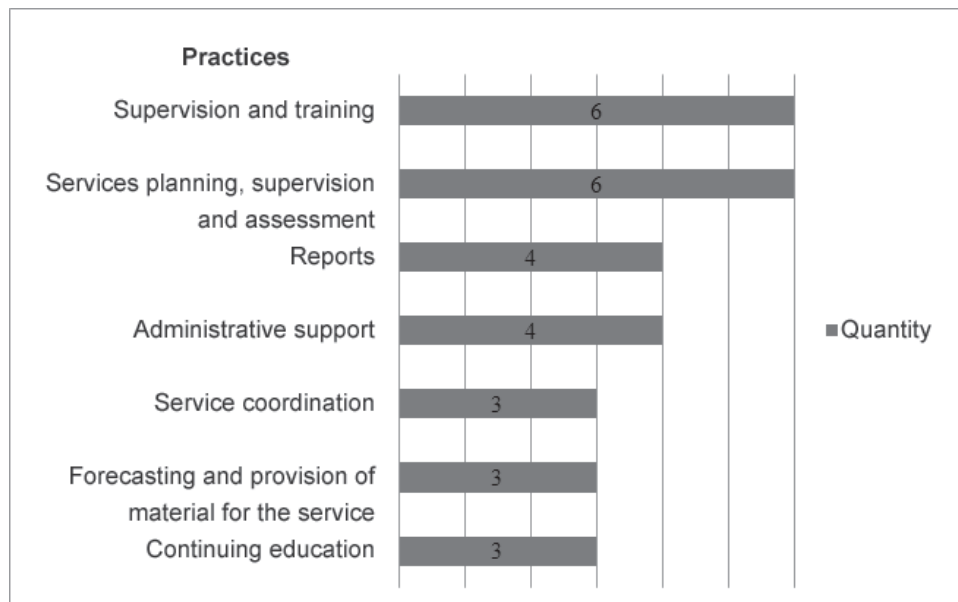 Practices
Supervision and training
6
Services planning, supervision
and assessment
6
Reports
4
Administrative support
4
Quantity
Service coordination
3
Forecasting and provision of
material for the service
3
Continuing education
3